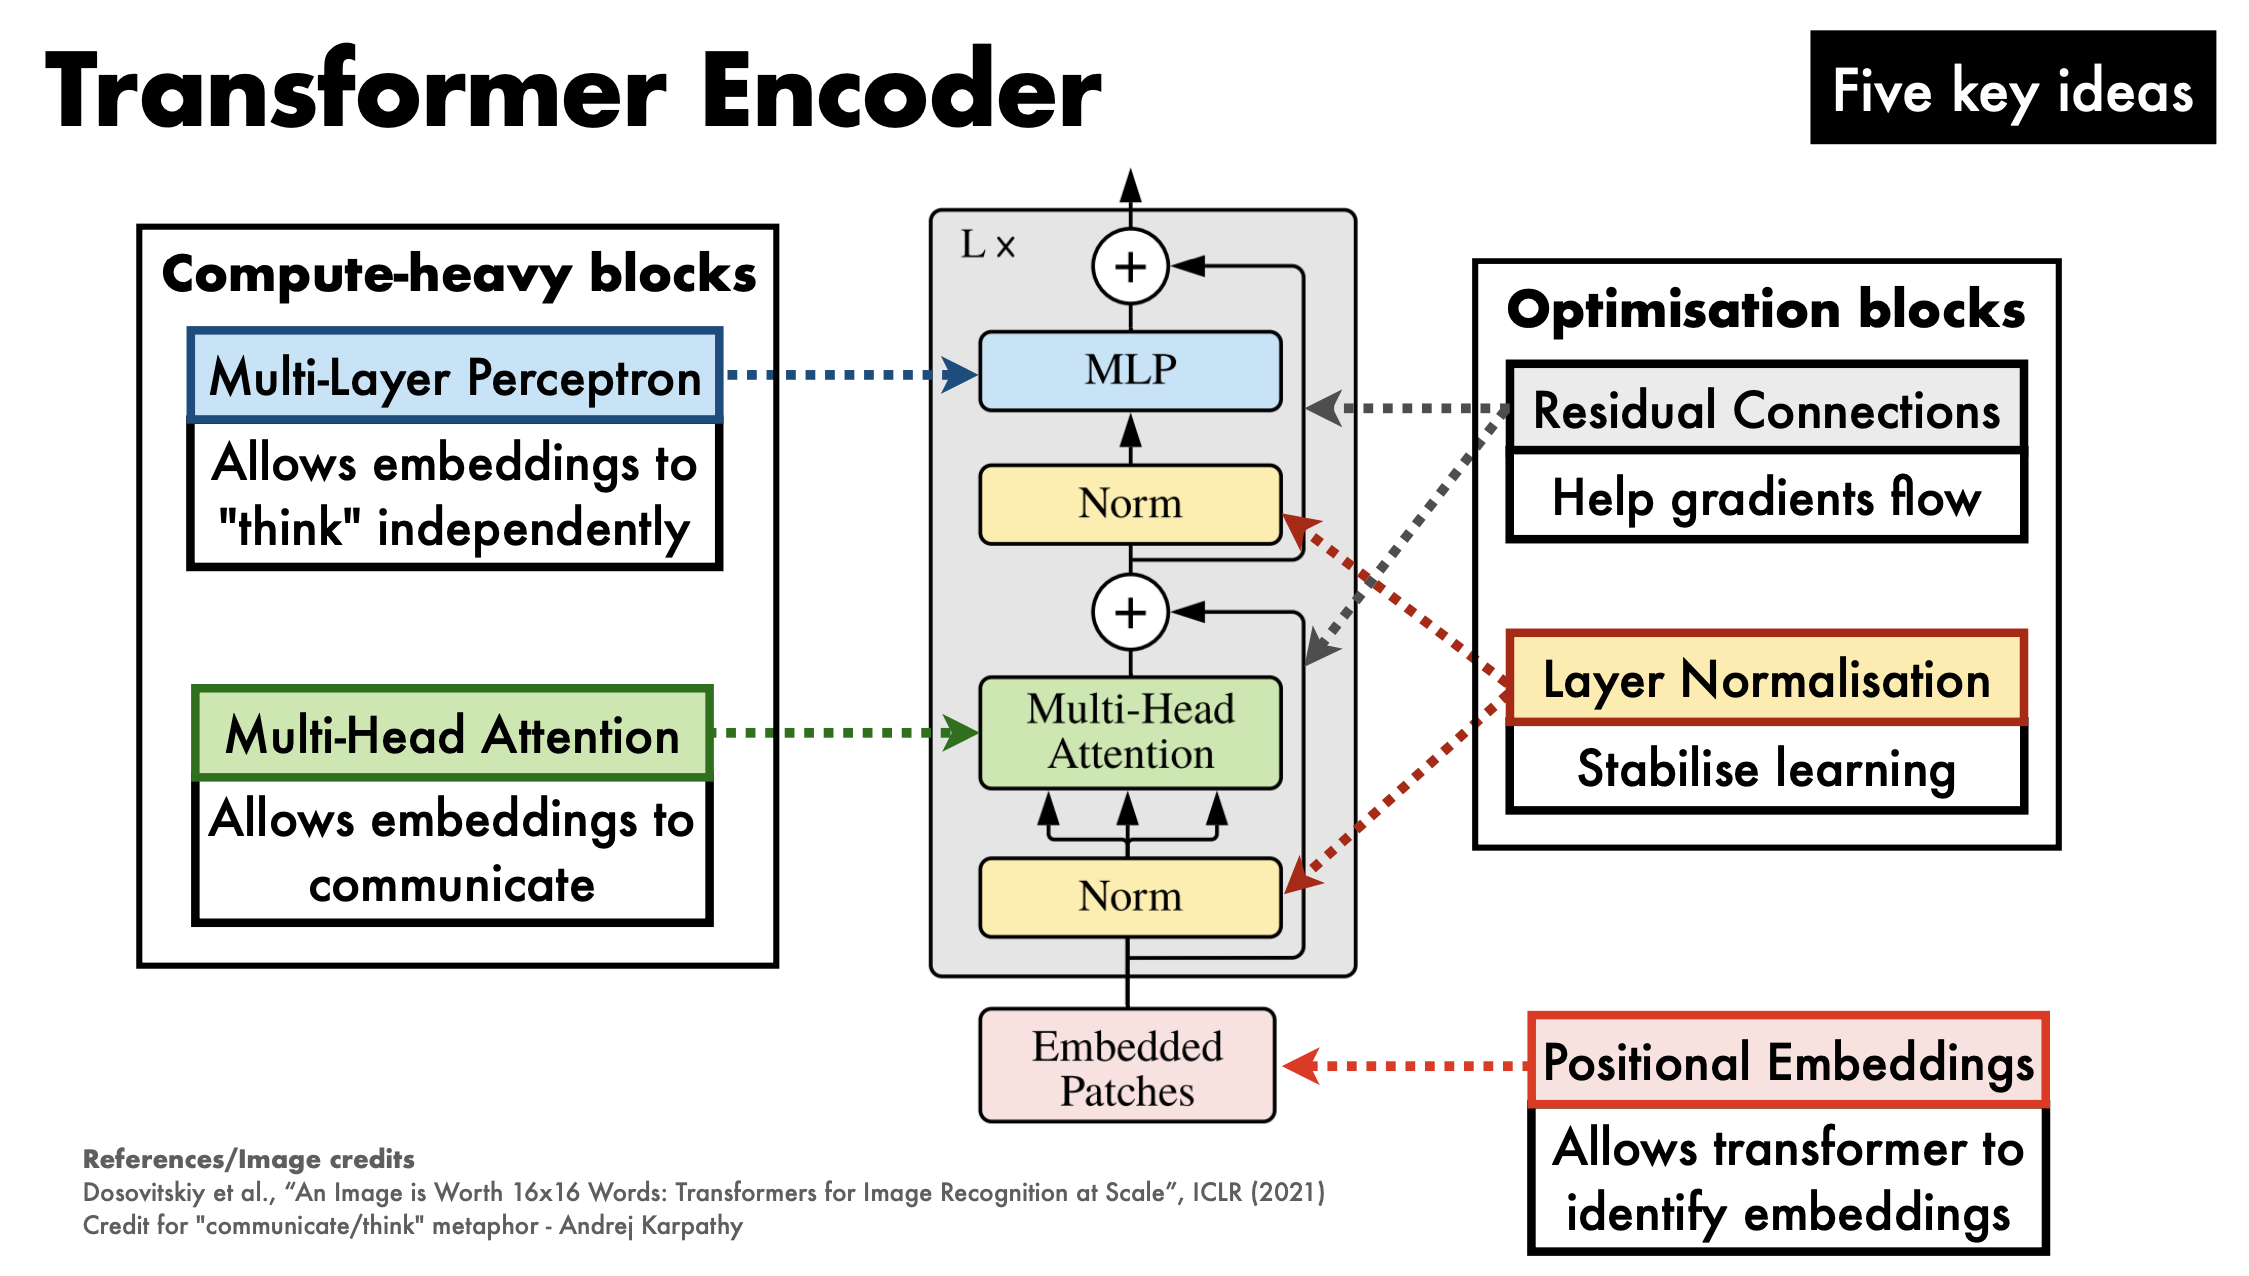 Transformer Encoder
Five key ideas
Compute-heavy blocks
Multi-Layer Perceptron
Allows embeddings to
"think" independently
Multi-Head Attention
Allows embeddings to
communicate
L ×
+
MLP
Norm
+
Multi-Head
Attention
Norm
Embedded
Patches
Optimisation blocks
Residual Connections
Help gradients flow
Layer Normalisation
Stabilise learning
Positional Embeddings
Allows transformer to
identify embeddings
References/Image credits
Dosovitskiy et al., “An Image is Worth 16x16 Words: Transformers for Image Recognition at Scale”, ICLR (2021)
Credit for "communicate/think" metaphor - Andrej Karpathy